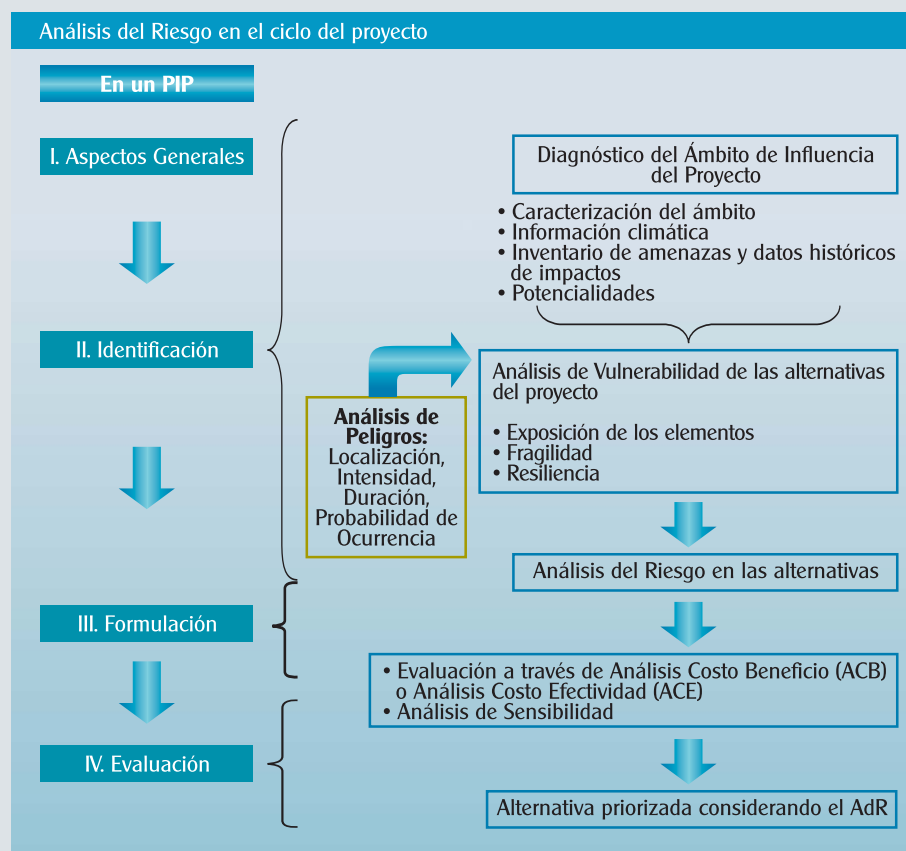 Análisis del Riesgo en el ciclo del proyecto
En un PIP
I. Aspectos Generales
II. Identificación
III. Formulación
IV. Evaluación
Diagnóstico del Ámbito de Influencia
del Proyecto
• Caracterización del ámbito
• Información climática
• Inventario de amenazas y datos históricos
de impactos
• Potencialidades
Análisis de
Peligros:
Localización,
Intensidad,
Duración,
Probabilidad de
Ocurrencia
Análisis de Vulnerabilidad de las alternativas
del proyecto
• Exposición de los elementos
• Fragilidad
• Resiliencia
Análisis del Riesgo en las alternativas
• Evaluación a través de Análisis Costo Beneficio (ACB)
o Análisis Costo Efectividad (ACE)
• Análisis de Sensibilidad
Alternativa priorizada considerando el AdR